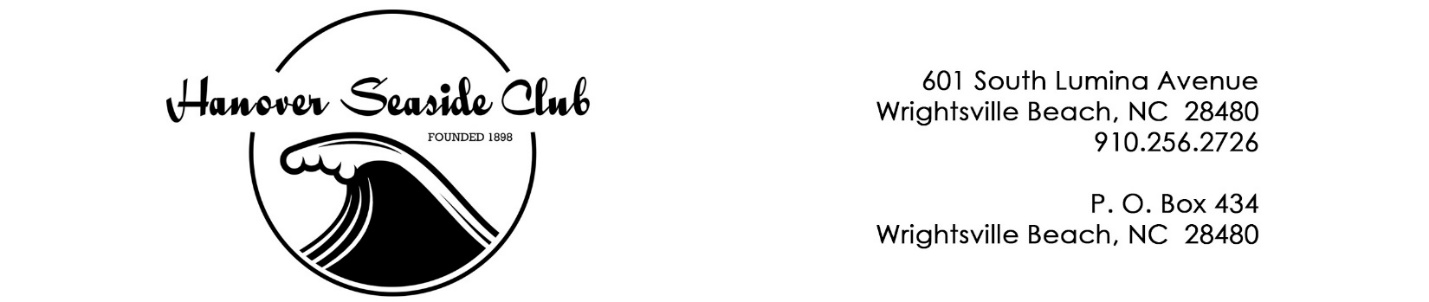 Hanover Seaside Club
FOUNDED 1898
601 South Lumina Avenue
Wrightsville Beach, NC  28480
910.256.2726
P. O. Box 434
Wrightsville Beach, NC  28480